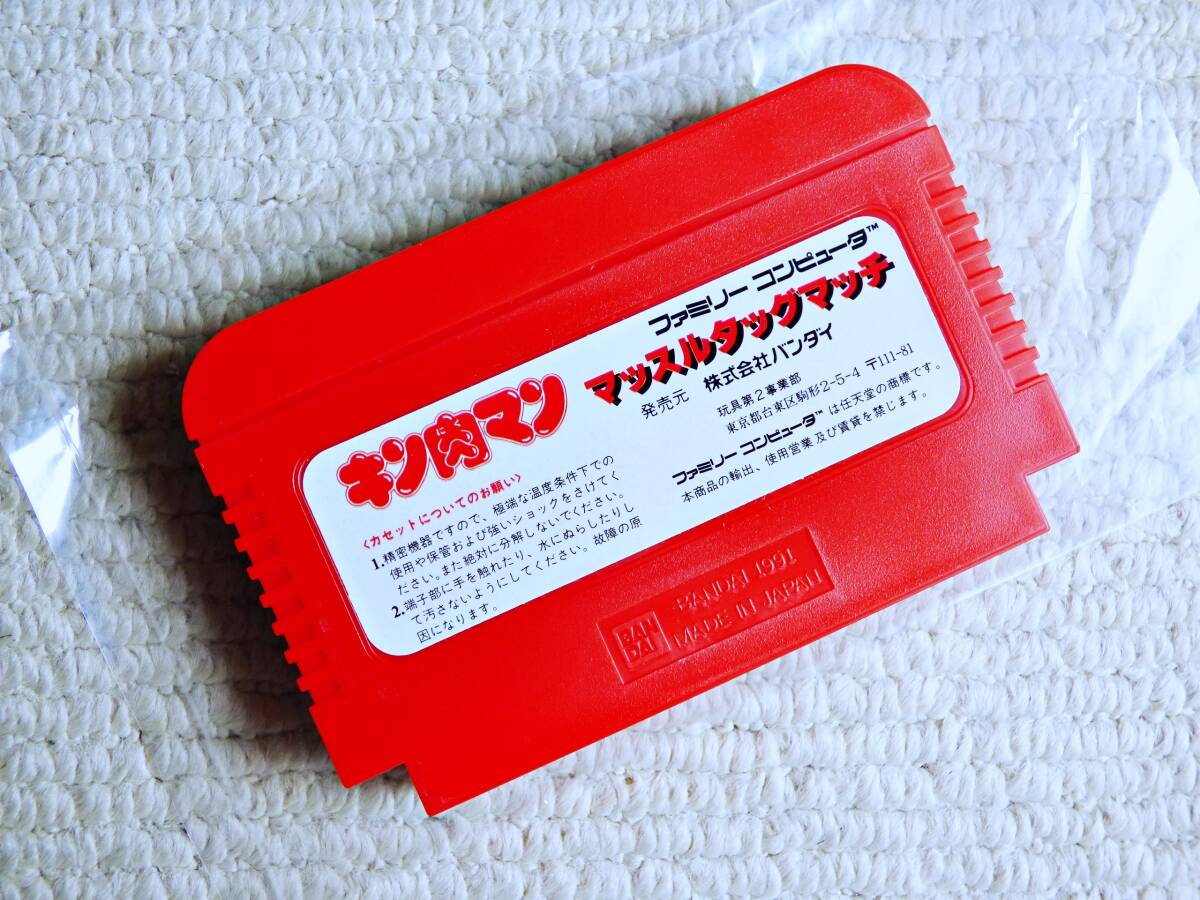 ファミリー コンピュータ™
キン肉マン
マッスルタッグマッチ
発売元 株式会社バンダイ
玩具第2事業部
東京都台東区駒形2-5-4 〒111-81
ファミリー コンピュータ™は任天堂の商標です。
本商品の輸出、使用営業及び賃貸を禁じます。
〈カセットについてのお願い〉
1.精密機器ですので、極端な温度条件下での
使用や保管および強いショックをさけてく
ださい。また絶対に分解しないでください。
2.端子部に手を触れたり、水にぬらしたりし
て汚さないようにしてください。故障の原
因になります。
BAN
DAI
BANDAI 1991
MADE IN JAPAN